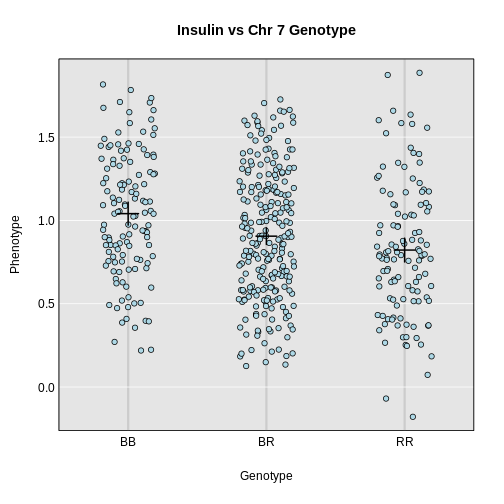 Insulin vs Chr 7 Genotype
Phenotype
1.5
1.0
0.5
0.0
BB BR RR
Genotype